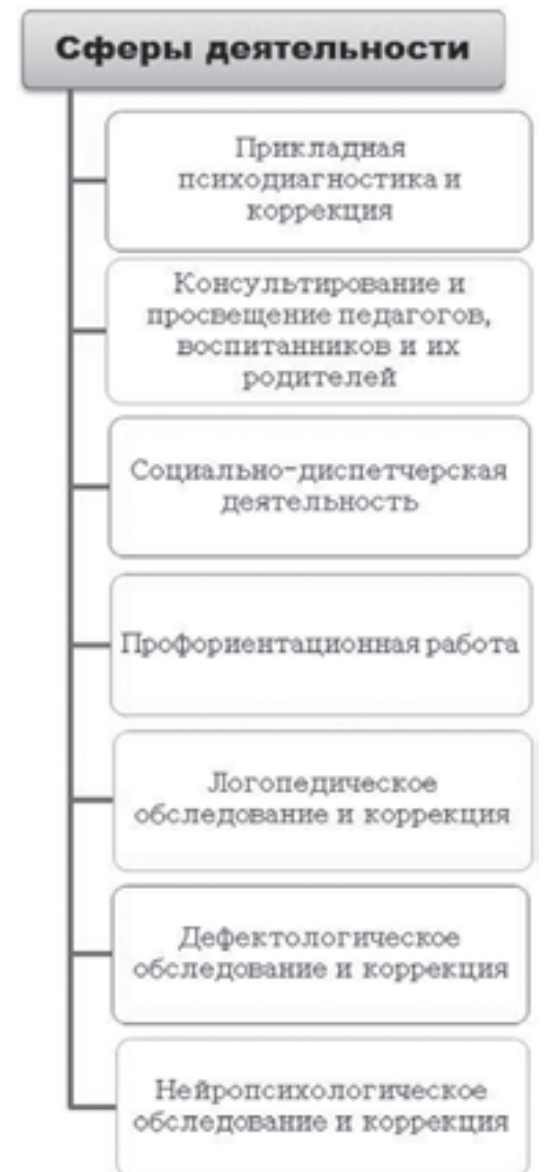 Сферы деятельности
Прикладная
психодиагностика и
коррекция
Консультирование и
просвещение педагогов,
воспитанников и их
родителей
Социально-диспетчерская
деятельность
Профориентационная работа
Логопедическое
обследование и коррекция
Дефектологическое
обследование и коррекция
Нейропсихологическое
обследование и коррекция